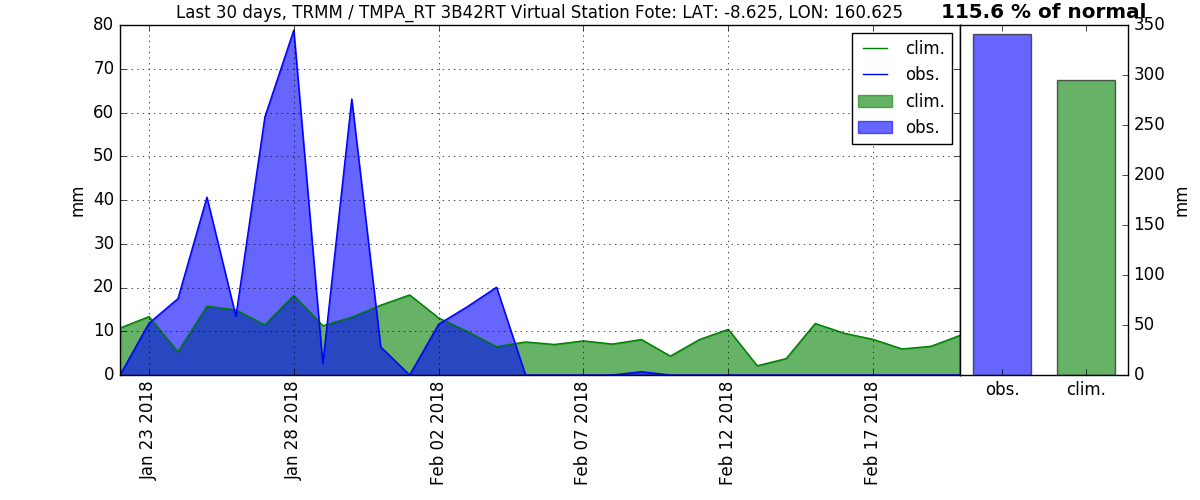 Last 30 days, TRMM / TMPA_RT 3B42RT Virtual Station Fote: LAT: -8.625, LON: 160.625
115.6 % of normal
80
70
60
50
40
30
20
10
0
mm
clim.
obs.
clim.
obs.
Jan 23 2018
Jan 28 2018
Feb 02 2018
Feb 07 2018
Feb 12 2018
Feb 17 2018
350
300
250
200
150
100
50
0
mm
obs.
clim.